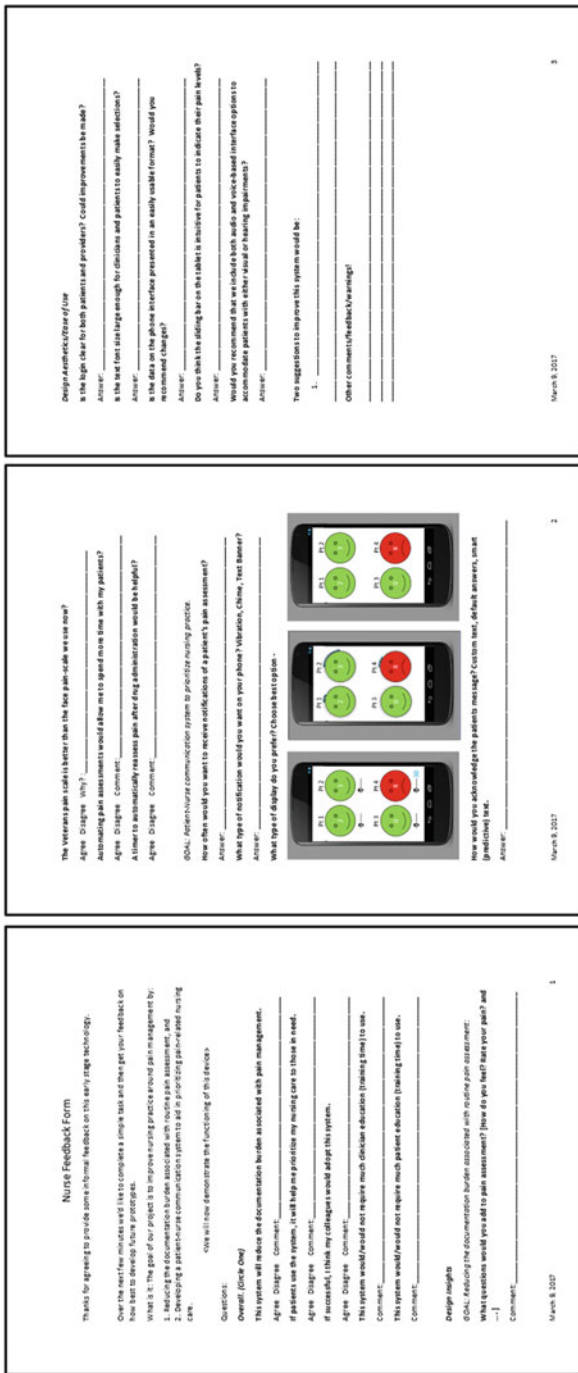 Nurse Feedback Form
Thanks for agreeing to provide some informal feedback on this early stage technology.
Over the next few minutes we'd like to complete a simple task and then get your feedback on
how best to develop future prototypes.
What is it: The goal of our project is to improve nursing practice around pain management by:
1. Reducing the documentation burden associated with routine pain assessment, and
2. Developing a patient-nurse communication system to aid in prioritizing pain-related nursing
care.
<We will now demonstrate the functioning of this device>
Questions:
Overall. (Circle One)
This system will reduce the documentation burden associated with pain management.
Agree Disagree Comment:
If patients use the system, it will help me prioritize my nursing care to those in need.
Agree Disagree Comment:
If successful, I think my colleagues would adopt this system.
Agree Disagree Comment:
This system would/would not require much clinician education (training time) to use.
Comment:
This system would/would not require much patient education (training time) to use.
Comment:
Design Insights
GOAL: Reducing the documentation burden associated with routine pain assessment:
What questions would you add to pain assessment? [How do you feel? Rate your pain? and
Comment:
March 9, 2017 1
The Veterans pain scale is better than the face pain-scale we use now?
Agree Disagree Why?:
Automating pain assessments would allow me to spend more time with my patients?
Agree Disagree Comment:
A timer to automatically reassess pain after drug administration would be helpful?
Agree Disagree Comment:
GOAL: Patient-Nurse communication system to prioritize nursing practice.
How often would you want to receive notifications of a patient's pain assessment?
Answer:
What type of notification would you want on your phone? Vibration, Chime, Text Banner?
Answer:
What type of display do you prefer? Choose best option -
Pt 1 Pt 2
Pt 3 Pt 4
Pt 1 Pt 2
Pt 3 Pt 4
Pt 1 Pt 2
Pt 3 Pt 4
How would you acknowledge the patients message? Custom text, default answers, smart
(predictive) text.
Answer:
March 9, 2017 2
Design Aesthetics/Ease of Use
Is the login clear for both patients and providers? Could improvements be made?
Answer:
Is the text font size large enough for clinicians and patients to easily make selections?
Answer:
Is the data on the phone interface presented in an easily usable format? Would you
recommend changes?
Answer:
Do you think the sliding bar on the tablet is intuitive for patients to indicate their pain levels?
Answer:
Would you recommend that we include both audio and voice-based interface options to
accommodate patients with either visual or hearing impairments?
Answer:
Two suggestions to improve this system would be:
1.
Other comments/feedback/warnings!
March 9, 2017 3